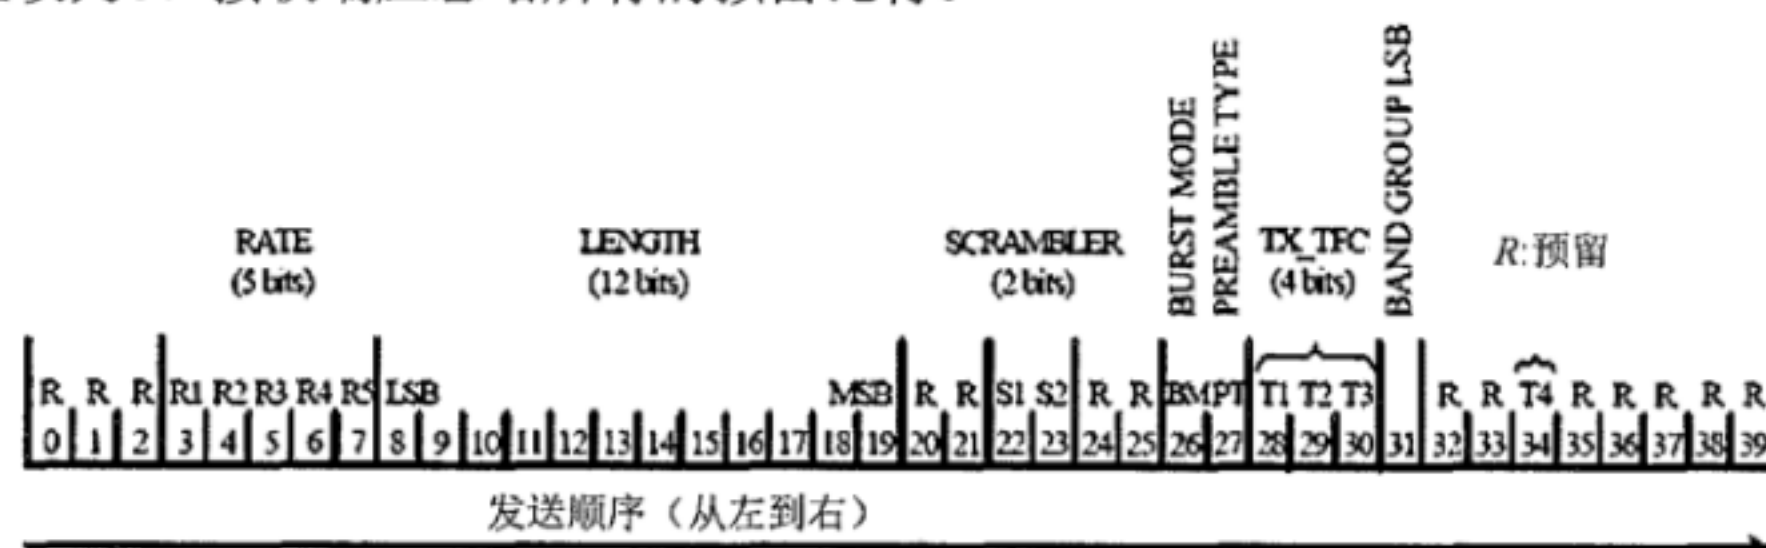 BURST MODE
PREAMBLE TYPE
BAND GROUP LSB
RATE LENGTH SCRAMBLER TX_TFC R:预留
(5 bits) (12 bits) (2 bits) (4 bits)
R R R R1 R2 R3 R4 R5 LSB MSB R R S1 S2 R R BM PT T1 T2 T3 R R T4 R R R R R
0 1 2 3 4 5 6 7 8 9 10 11 12 13 14 15 16 17 18 19 20 21 22 23 24 25 26 27 28 29 30 31 32 33 34 35 36 37 38 39
发送顺序（从左到右）